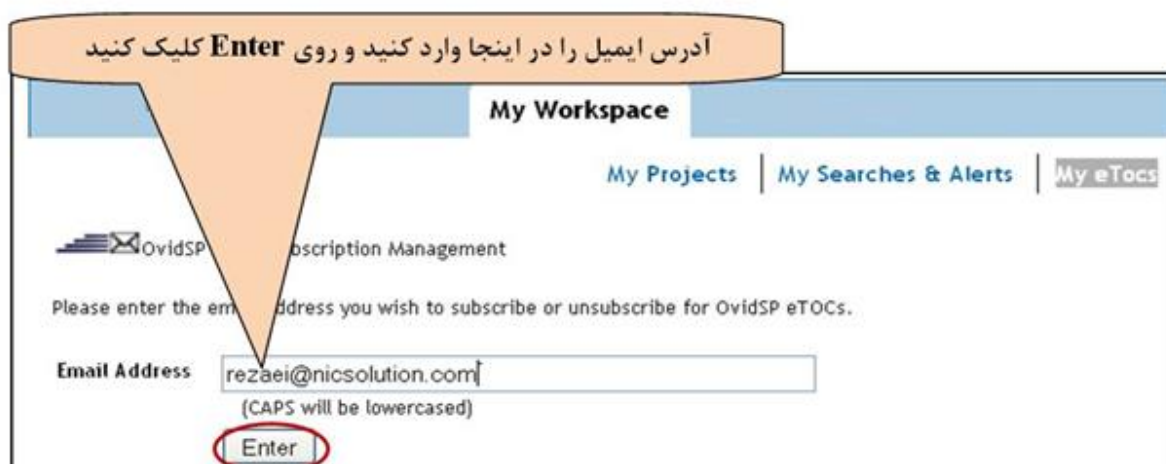 آدرس ایمیل را در اینجا وارد کنید و روی Enter کلیک کنید
My Workspace
My Projects | My Searches & Alerts | My eTocs
OvidSP bscription Management
Please enter the em ddress you wish to subscribe or unsubscribe for OvidSP eTOCs.
Email Address rezaei@nicsolution.com
(CAPS will be lowercased)
Enter